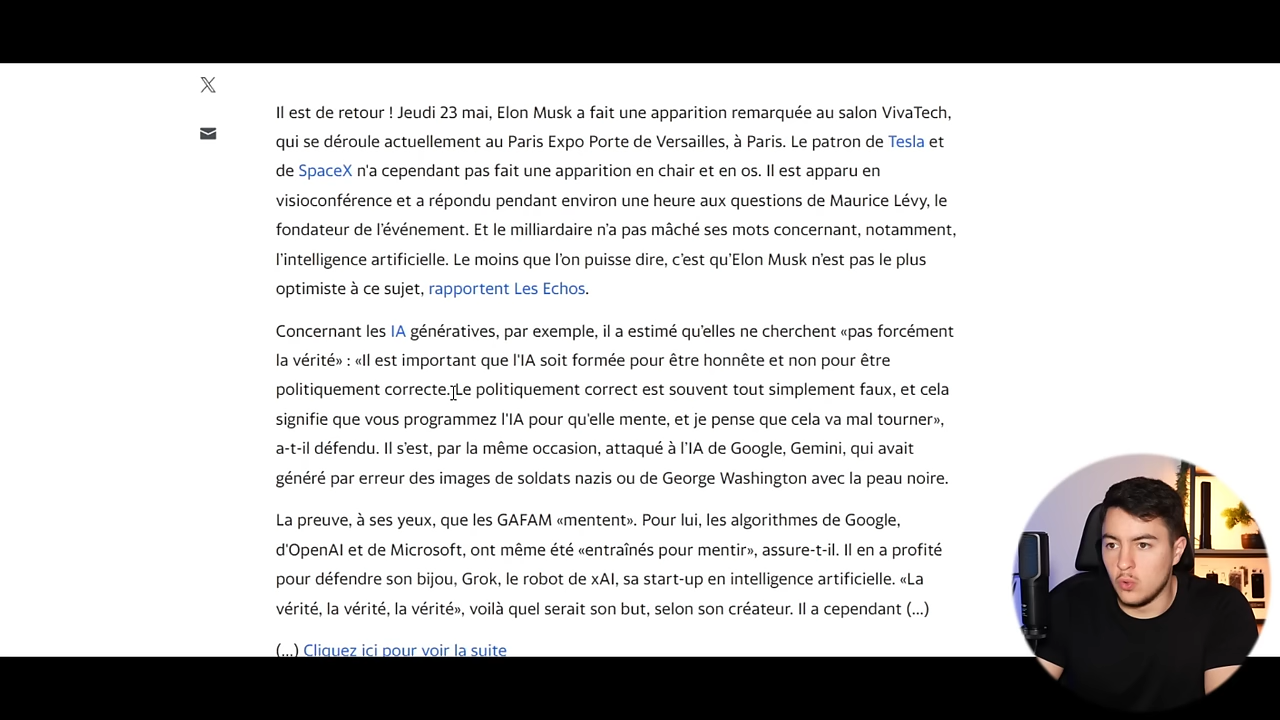 Il est de retour ! Jeudi 23 mai, Elon Musk a fait une apparition remarquée au salon VivaTech,
qui se déroule actuellement au Paris Expo Porte de Versailles, à Paris. Le patron de Tesla et
de SpaceX n'a cependant pas fait une apparition en chair et en os. Il est apparu en
visioconférence et a répondu pendant environ une heure aux questions de Maurice Lévy, le
fondateur de l'événement. Et le milliardaire n'a pas mâché ses mots concernant, notamment,
l'intelligence artificielle. Le moins que l'on puisse dire, c'est qu'Elon Musk n'est pas le plus
optimiste à ce sujet, rapportent Les Echos.
Concernant les IA génératives, par exemple, il a estimé qu'elles ne cherchent «pas forcément
la vérité» : «Il est important que l'IA soit formée pour être honnête et non pour être
politiquement correcte. Le politiquement correct est souvent tout simplement faux, et cela
signifie que vous programmez l'IA pour qu'elle mente, et je pense que cela va mal tourner»,
a-t-il défendu. Il s'est, par la même occasion, attaqué à l'IA de Google, Gemini, qui avait
généré par erreur des images de soldats nazis ou de George Washington avec la peau noire.
La preuve, à ses yeux, que les GAFAM «mentent». Pour lui, les algorithmes de Google,
d'OpenAI et de Microsoft, ont même été «entraînés pour mentir», assure-t-il. Il en a profité
pour défendre son bijou, Grok, le robot de xAI, sa start-up en intelligence artificielle. «La
vérité, la vérité, la vérité», voilà quel serait son but, selon son créateur. Il a cependant (...)
(...) Cliquez ici pour voir la suite